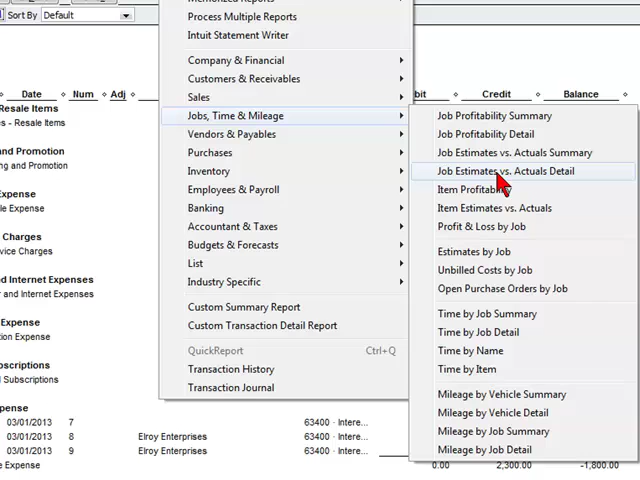 Memorized Reports
Sort By Default
Process Multiple Reports
Intuit Statement Writer
Company & Financial
Customers & Receivables
Sales
Jobs, Time & Mileage
Vendors & Payables
Purchases
Inventory
Employees & Payroll
Banking
Accountant & Taxes
Budgets & Forecasts
List
Industry Specific
Custom Summary Report
Custom Transaction Detail Report
QuickReport Ctrl+Q
Transaction History
Transaction Journal
Job Profitability Summary
Job Profitability Detail
Job Estimates vs. Actuals Summary
Job Estimates vs. Actuals Detail
Item Profitability
Item Estimates vs. Actuals
Profit & Loss by Job
Estimates by Job
Unbilled Costs by Job
Open Purchase Orders by Job
Time by Job Summary
Time by Job Detail
Time by Name
Time by Item
Mileage by Vehicle Summary
Mileage by Vehicle Detail
Mileage by Job Summary
Mileage by Job Detail
Date Num Adj bit Credit Balance
Resale Items
s - Resale Items
nd Promotion
ng and Promotion
xpense
le Expense
Charges
vice Charges
nd Internet Expenses
r and Internet Expenses
Expense
tion Expense
bscriptions
d Subscriptions
xpense
03/01/2013 7 63400 · Intere...
03/01/2013 8 Elroy Enterprises 63400 · Intere...
03/01/2013 9 Elroy Enterprises 63400 · Intere...
e Expense 0.00 2,300.00 -1,800.00